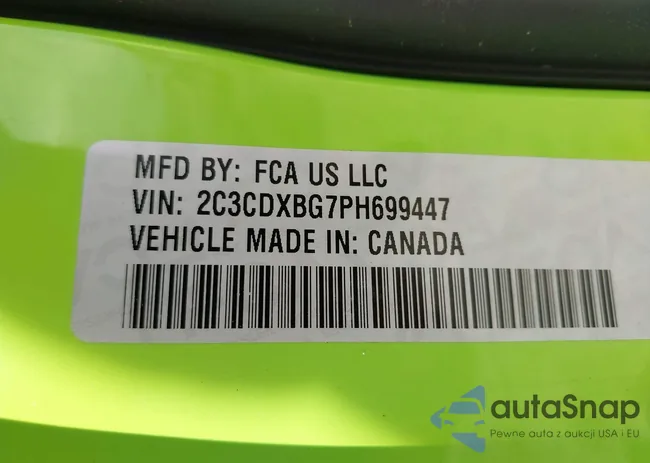 MFD BY: FCA US LLC
VIN: 2C3CDXBG7PH699447
VEHICLE MADE IN: CANADA
autaSnap
Pewne auta z aukcji USA i EU